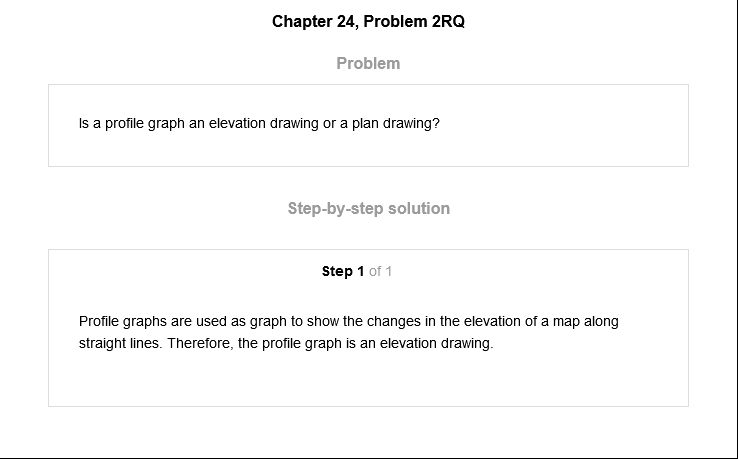 Chapter 24, Problem 2RQ
Problem
Is a profile graph an elevation drawing or a plan drawing?
Step-by-step solution
Step 1 of 1
Profile graphs are used as graph to show the changes in the elevation of a map along
straight lines. Therefore, the profile graph is an elevation drawing.